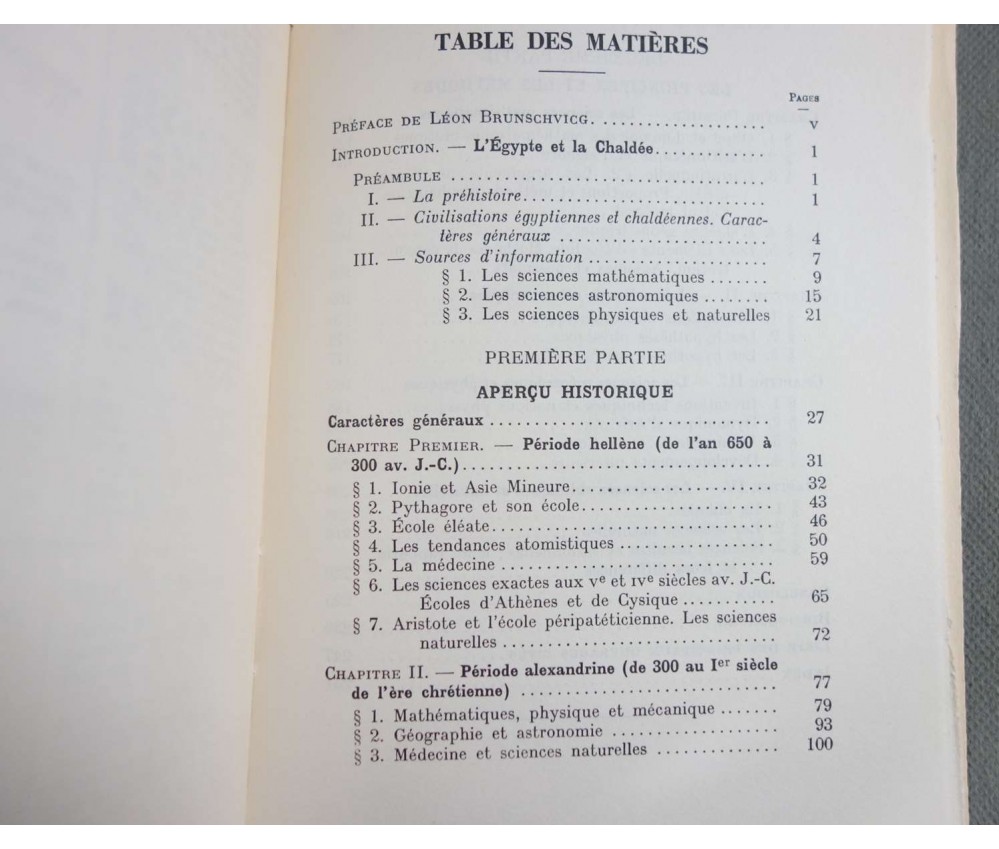 TABLE DES MATIÈRES
PAGES
PRÉFACE DE LÉON BRUNSCHVICG. .................... V
INTRODUCTION. — L'Égypte et la Chaldée. ............ 1
PRÉAMBULE .............................. 1
I. — La préhistoire. ....................... 1
II. — Civilisations égyptiennes et chaldéennes. Carac-
tères généraux ....................... 4
III. — Sources d'information .................... 7
§ 1. Les sciences mathématiques ....... 9
§ 2. Les sciences astronomiques ........ 15
§ 3. Les sciences physiques et naturelles 21
PREMIÈRE PARTIE
APERÇU HISTORIQUE
Caractères généraux .............................. 27
CHAPITRE PREMIER. — Période hellène (de l'an 650 à
300 av. J.-C.) .................................. 31
§ 1. Ionie et Asie Mineure. ...................... 32
§ 2. Pythagore et son école. ..................... 43
§ 3. École éléate. .............................. 46
§ 4. Les tendances atomistiques .................. 50
§ 5. La médecine .............................. 59
§ 6. Les sciences exactes aux Ve et IVe siècles av. J.-C.
Écoles d'Athènes et de Cysique ........... 65
§ 7. Aristote et l'école péripatéticienne. Les sciences
naturelles .............................. 72
CHAPITRE II. — Période alexandrine (de 300 au Ier siècle
de l'ère chrétienne) ............................ 77
§ 1. Mathématiques, physique et mécanique ....... 79
§ 2. Géographie et astronomie .................. 93
§ 3. Médecine et sciences naturelles ............. 100